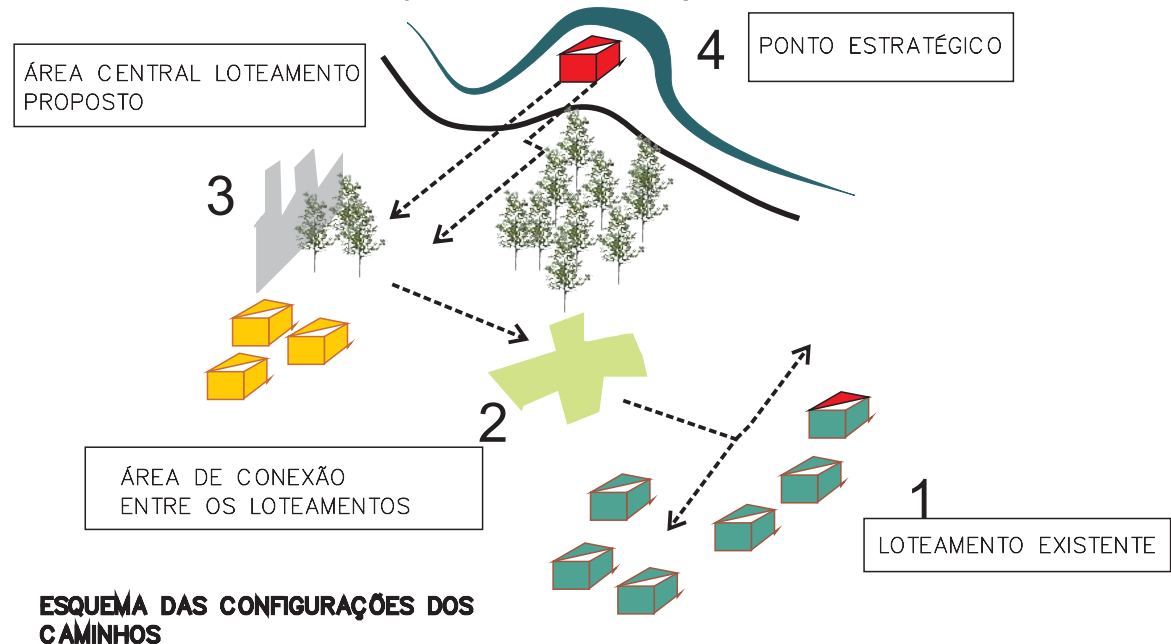 4
PONTO ESTRATÉGICO
ÁREA CENTRAL LOTEAMENTO
PROPOSTO
3
2
ÁREA DE CONEXÃO
ENTRE OS LOTEAMENTOS
1
LOTEAMENTO EXISTENTE
ESQUEMA DAS CONFIGURAÇÕES DOS
CAMINHOS